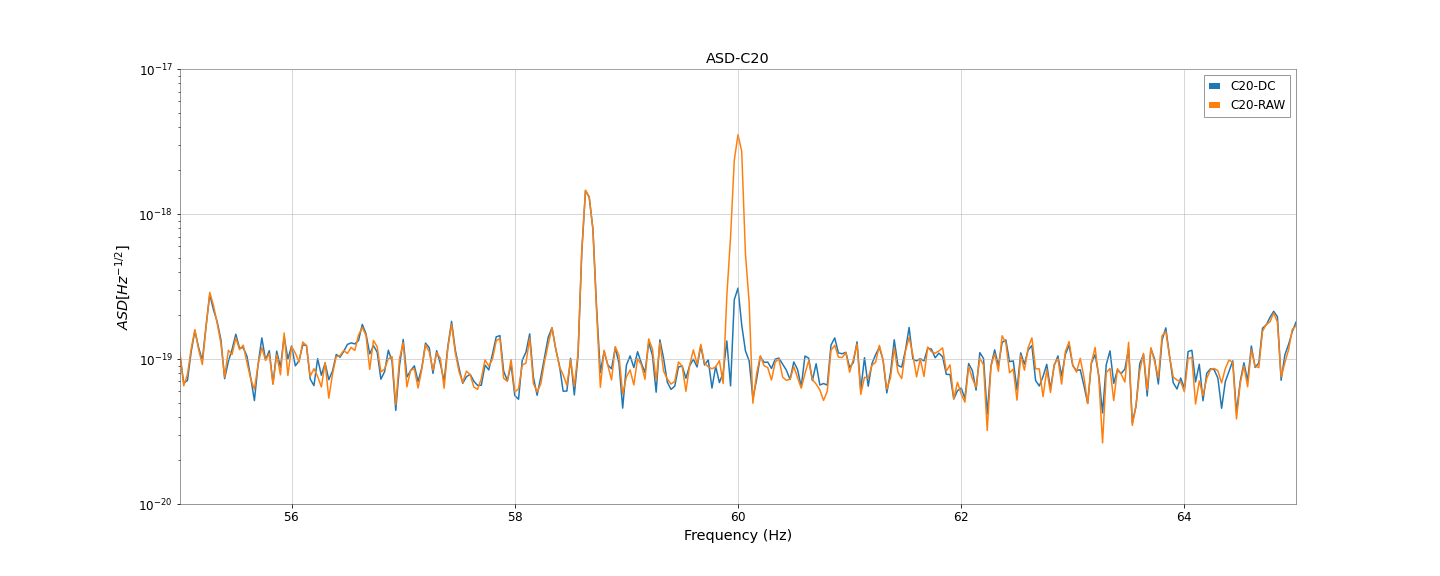 ASD-C20
10⁻¹⁷
C20-DC
C20-RAW
10⁻¹⁸
ASD[Hz⁻¹/²]
10⁻¹⁹
10⁻²⁰
56 58 60 62 64
Frequency (Hz)